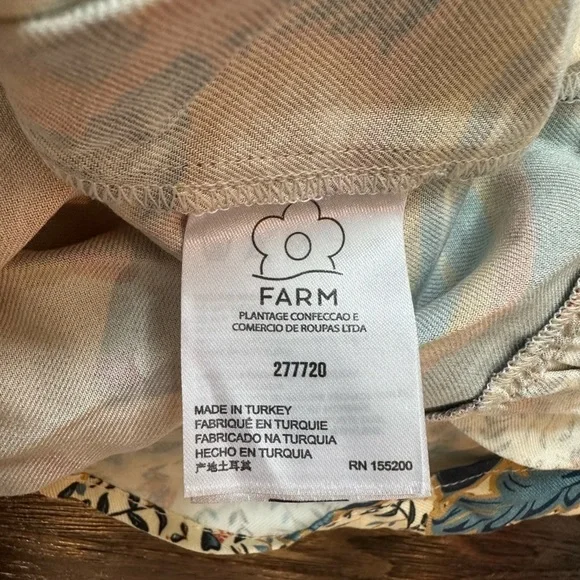 FARM
PLANTAGE CONFECCAO E
COMERCIO DE ROUPAS LTDA
277720
MADE IN TURKEY
FABRIQUÉ EN TURQUIE
FABRICADO NA TURQUIA
HECHO EN TURQUIA
产地土耳其 RN 155200